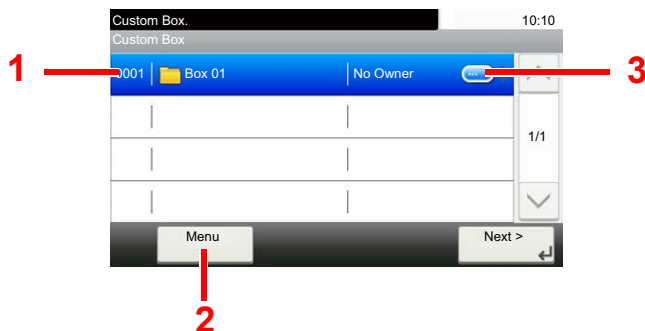 Custom Box. 10:10
Custom Box
1 0001 Box 01 No Owner ... 3
1/1
Menu Next >
2